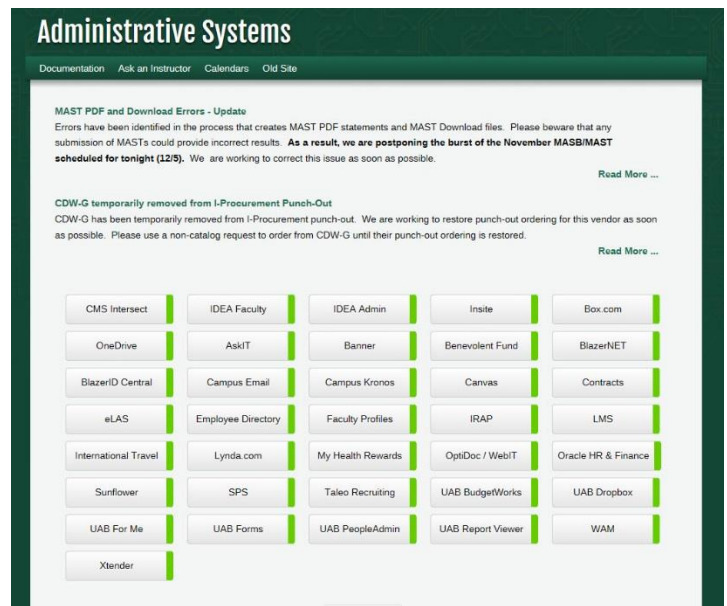 Administrative Systems
Documentation Ask an Instructor Calendars Old Site
MAST PDF and Download Errors - Update
Errors have been identified in the process that creates MAST PDF statements and MAST Download files. Please beware that any
submission of MASTs could provide incorrect results. As a result, we are postponing the burst of the November MASB/MAST
scheduled for tonight (12/5). We are working to correct this issue as soon as possible.
Read More ...
CDW-G temporarily removed from I-Procurement Punch-Out
CDW-G has been temporarily removed from I-Procurement punch-out. We are working to restore punch-out ordering for this vendor as soon
as possible. Please use a non-catalog request to order from CDW-G until their punch-out ordering is restored.
Read More ...
CMS Intersect IDEA Faculty IDEA Admin Insite Box.com
OneDrive AskIT Banner Benevolent Fund BlazerNET
BlazerID Central Campus Email Campus Kronos Canvas Contracts
eLAS Employee Directory Faculty Profiles IRAP LMS
International Travel Lynda.com My Health Rewards OptiDoc / WebIT Oracle HR & Finance
Sunflower SPS Taleo Recruiting UAB BudgetWorks UAB Dropbox
UAB For Me UAB Forms UAB PeopleAdmin UAB Report Viewer WAM
Xtender